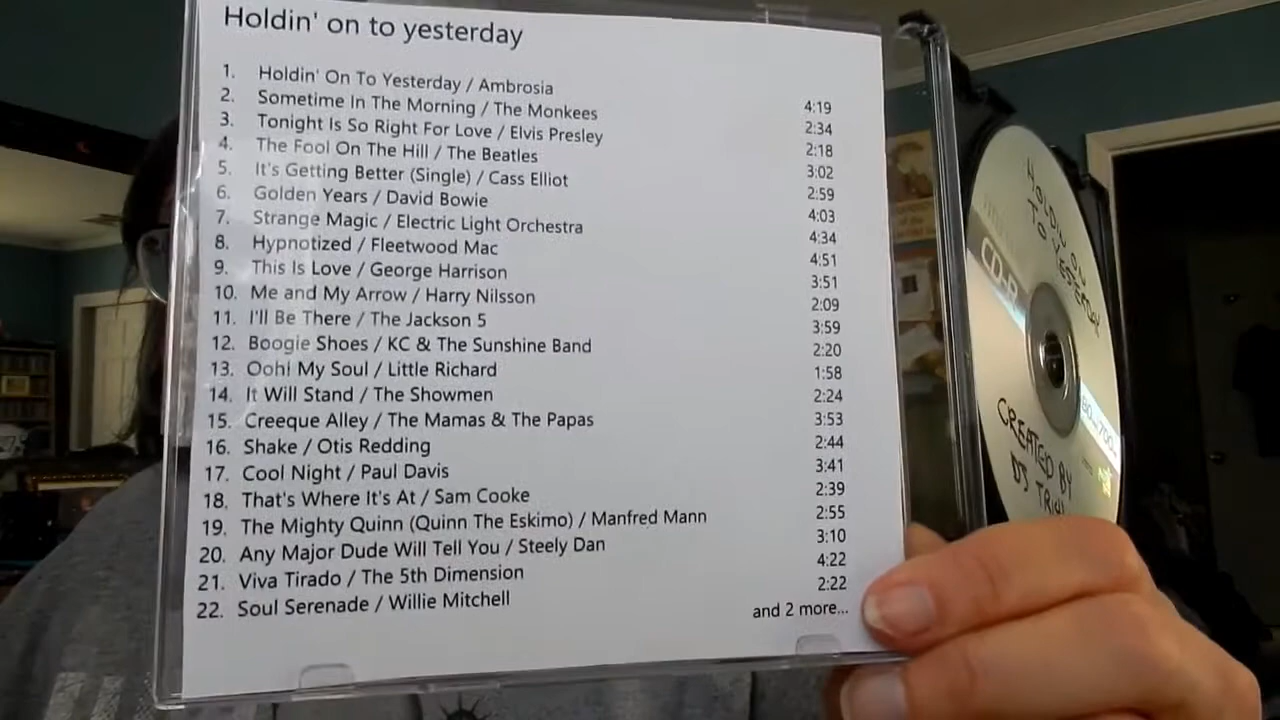 Holdin' on to yesterday
1. Holdin' On To Yesterday / Ambrosia 4:19
2. Sometime In The Morning / The Monkees 2:34
3. Tonight Is So Right For Love / Elvis Presley 2:18
4. The Fool On The Hill / The Beatles 3:02
5. It's Getting Better (Single) / Cass Elliot 2:59
6. Golden Years / David Bowie 4:03
7. Strange Magic / Electric Light Orchestra 4:34
8. Hypnotized / Fleetwood Mac 4:51
9. This Is Love / George Harrison 3:51
10. Me and My Arrow / Harry Nilsson 2:09
11. I'll Be There / The Jackson 5 3:59
12. Boogie Shoes / KC & The Sunshine Band 2:20
13. Ooh! My Soul / Little Richard 1:58
14. It Will Stand / The Showmen 2:24
15. Creeque Alley / The Mamas & The Papas 3:53
16. Shake / Otis Redding 2:44
17. Cool Night / Paul Davis 3:41
18. That's Where It's At / Sam Cooke 2:39
19. The Mighty Quinn (Quinn The Eskimo) / Manfred Mann 2:55
20. Any Major Dude Will Tell You / Steely Dan 3:10
21. Viva Tirado / The 5th Dimension 4:22
22. Soul Serenade / Willie Mitchell 2:22
and 2 more...
HOLDIN ON
TO YESTERDAY
CD-R
CREATED BY
DJ